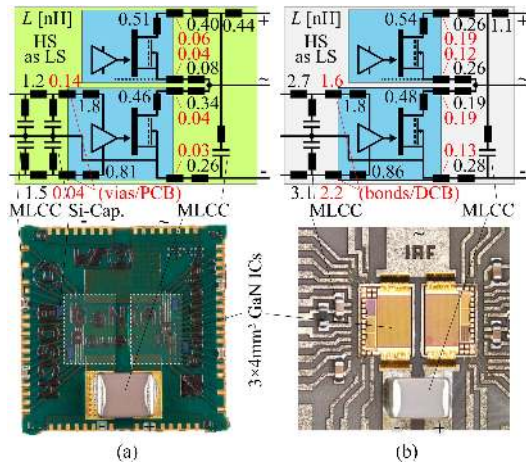 L [nH]
HS
as LS
0.51
0.40
0.44
+
0.06
0.04
0.08
~
1.2
0.14
1.8
0.46
0.34
0.04
0.03
0.26
0.81
-
1.5
0.04
(vias/PCB)
MLCC
Si-Cap.
MLCC
L [nH]
HS
as LS
0.54
0.26
1.1
+
0.19
0.12
0.26
~
2.7
1.6
1.8
0.48
0.19
0.19
0.13
0.28
0.86
-
3.1
2.2
(bonds/DCB)
MLCC
MLCC
-
~
3×4mm² GaN ICs
~
IAF
-
+
-
+
(a)
(b)